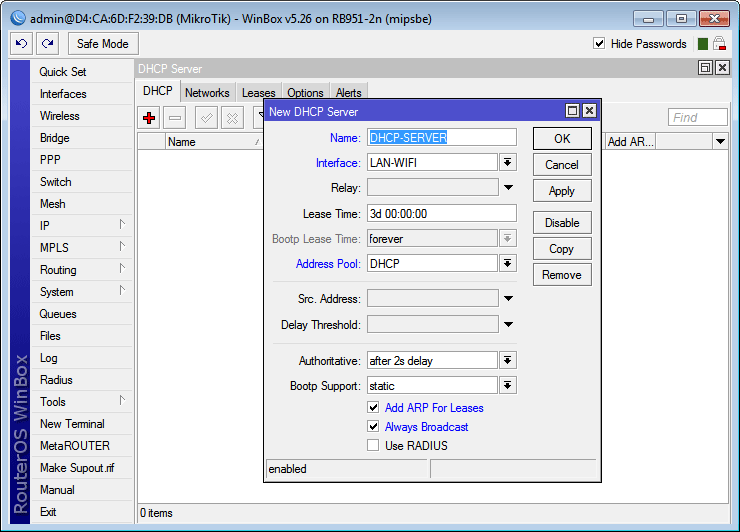 admin@D4:CA:6D:F2:39:DB (MikroTik) - WinBox v5.26 on RB951-2n (mipsbe)
Safe Mode
Hide Passwords
RouterOS WinBox
Quick Set
Interfaces
Wireless
Bridge
PPP
Switch
Mesh
IP
MPLS
Routing
System
Queues
Files
Log
Radius
Tools
New Terminal
MetaROUTER
Make Supout.rif
Manual
Exit
DHCP Server
DHCP Networks Leases Options Alerts
Find
Name
Add AR...
0 items
New DHCP Server
Name: DHCP-SERVER
Interface: LAN-WIFI
Relay:
Lease Time: 3d 00:00:00
Bootp Lease Time: forever
Address Pool: DHCP
Src. Address:
Delay Threshold:
Authoritative: after 2s delay
Bootp Support: static
Add ARP For Leases
Always Broadcast
Use RADIUS
enabled
OK
Cancel
Apply
Disable
Copy
Remove